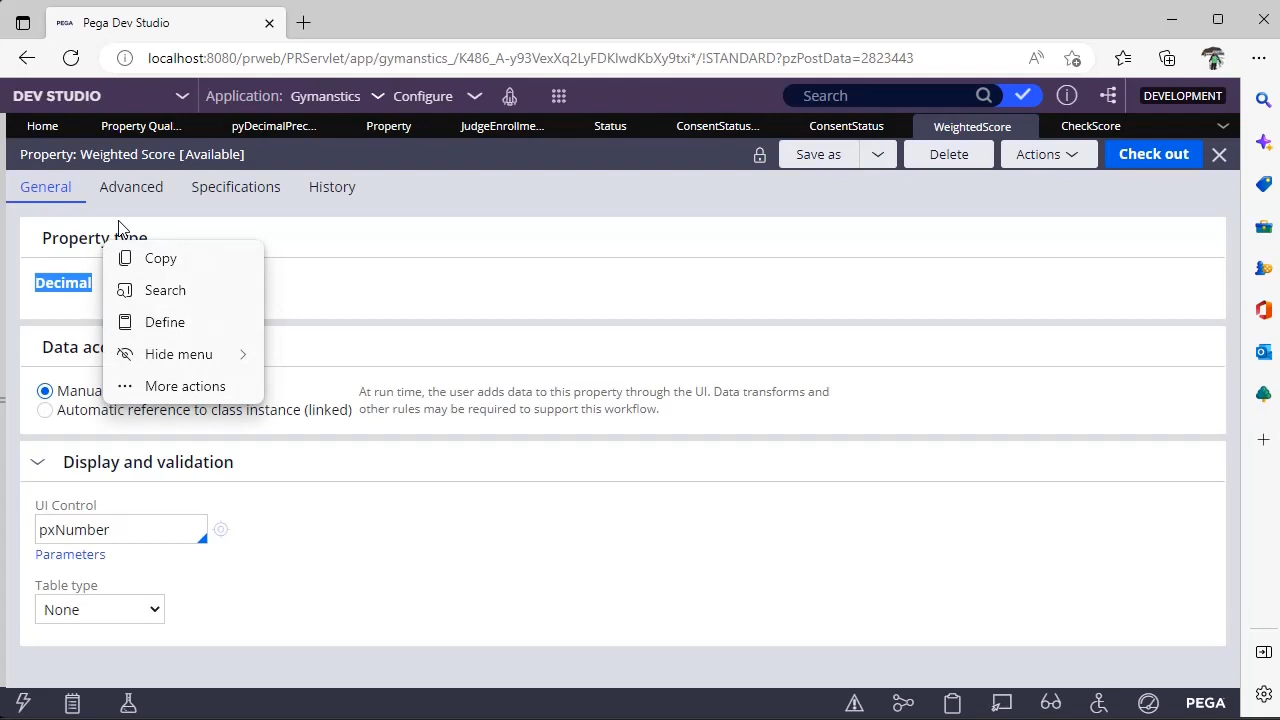 PEGA Pega Dev Studio
localhost:8080/prweb/PRServlet/app/gymanstics_/K486_A-y93VexXq2LyFDKlwdKbXy9txi*/!STANDARD?pzPostData=2823443
DEV STUDIO Application: Gymanstics Configure Search DEVELOPMENT
Home Property Qual... pyDecimalPrec... Property JudgeEnrollme... Status ConsentStatus... ConsentStatus WeightedScore CheckScore
Property: Weighted Score [Available] Save as Delete Actions Check out
General Advanced Specifications History
Property type
Copy
Decimal
Search
Define
Data acc
Hide menu
More actions
Manua
At run time, the user adds data to this property through the UI. Data transforms and
Automatic reference to class instance (linked) other rules may be required to support this workflow.
Display and validation
UI Control
pxNumber
Parameters
Table type
None
PEGA